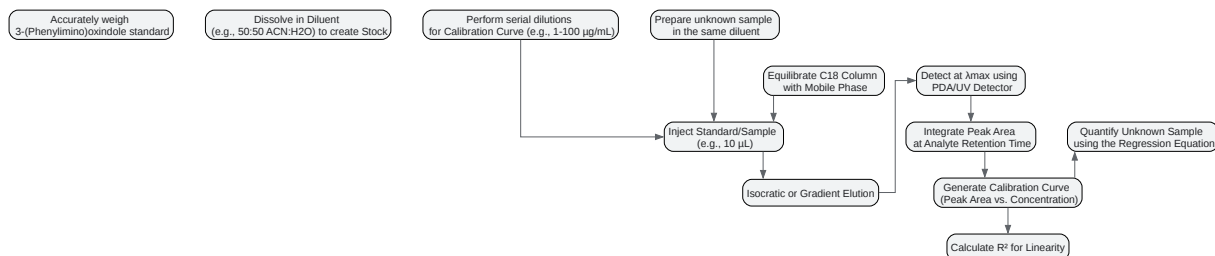 Accurately weigh
3-(Phenylimino)oxindole standard
Dissolve in Diluent
(e.g., 50:50 ACN:H2O) to create Stock
Perform serial dilutions
for Calibration Curve (e.g., 1-100 µg/mL)
Prepare unknown sample
in the same diluent
Equilibrate C18 Column
with Mobile Phase
Inject Standard/Sample
(e.g., 10 µL)
Isocratic or Gradient Elution
Detect at λmax using
PDA/UV Detector
Integrate Peak Area
at Analyte Retention Time
Generate Calibration Curve
(Peak Area vs. Concentration)
Quantify Unknown Sample
using the Regression Equation
Calculate R² for Linearity